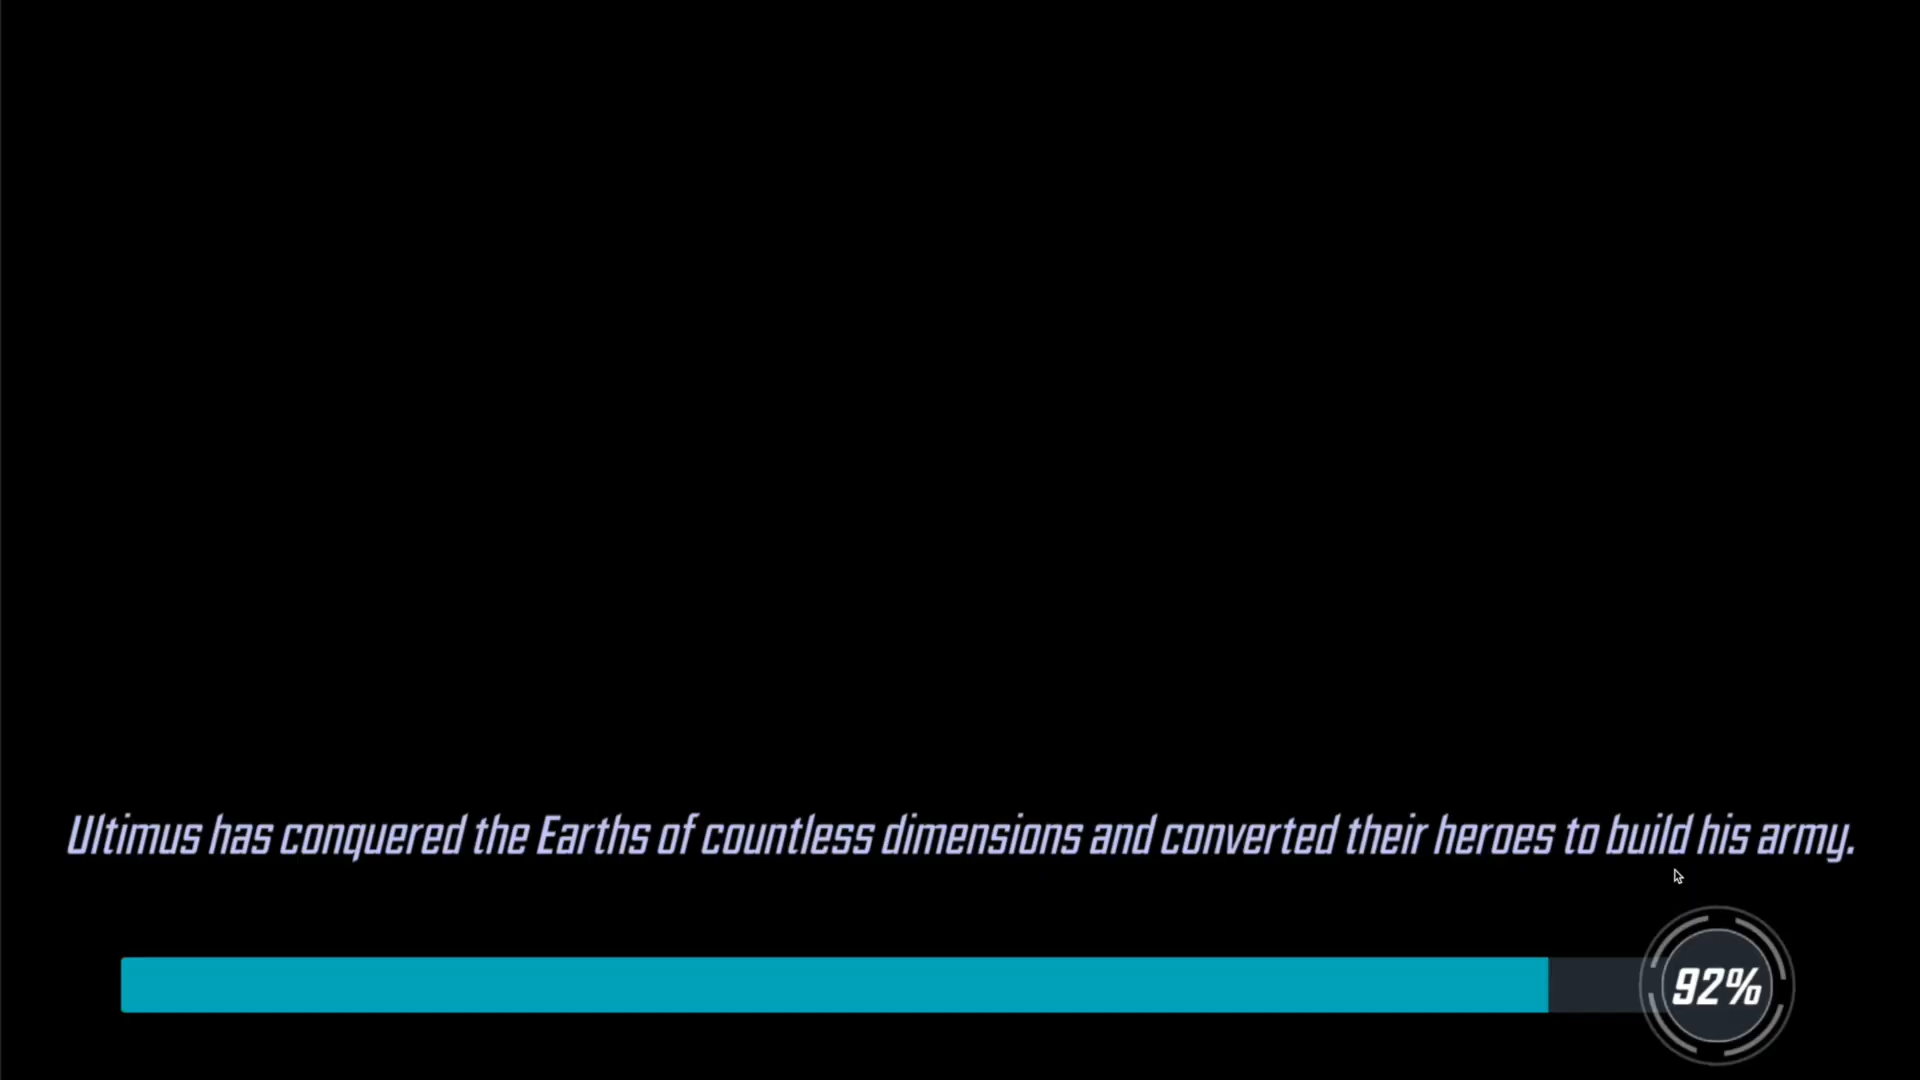 Ultimus has conquered the Earths of countless dimensions and converted their heroes to build his army.
92%